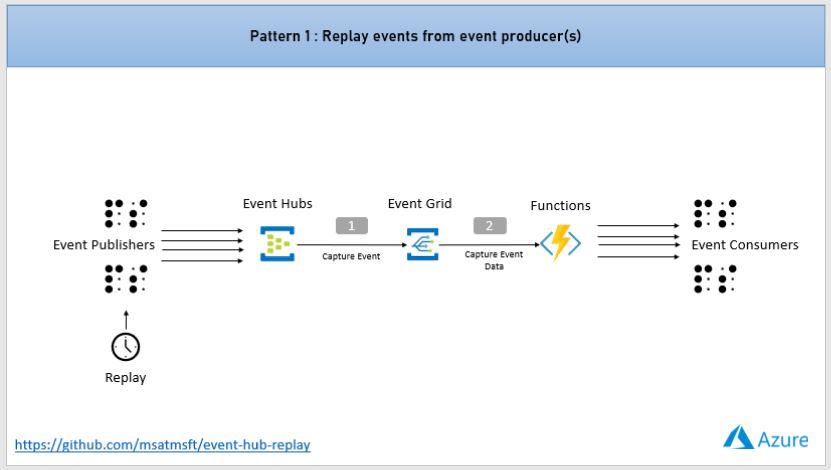 Pattern 1 : Replay events from event producer(s)
Event Hubs
Event Grid
Functions
1
2
Event Publishers
Capture Event
Capture Event
Data
Event Consumers
Replay
https://github.com/msatmsft/event-hub-replay
Azure